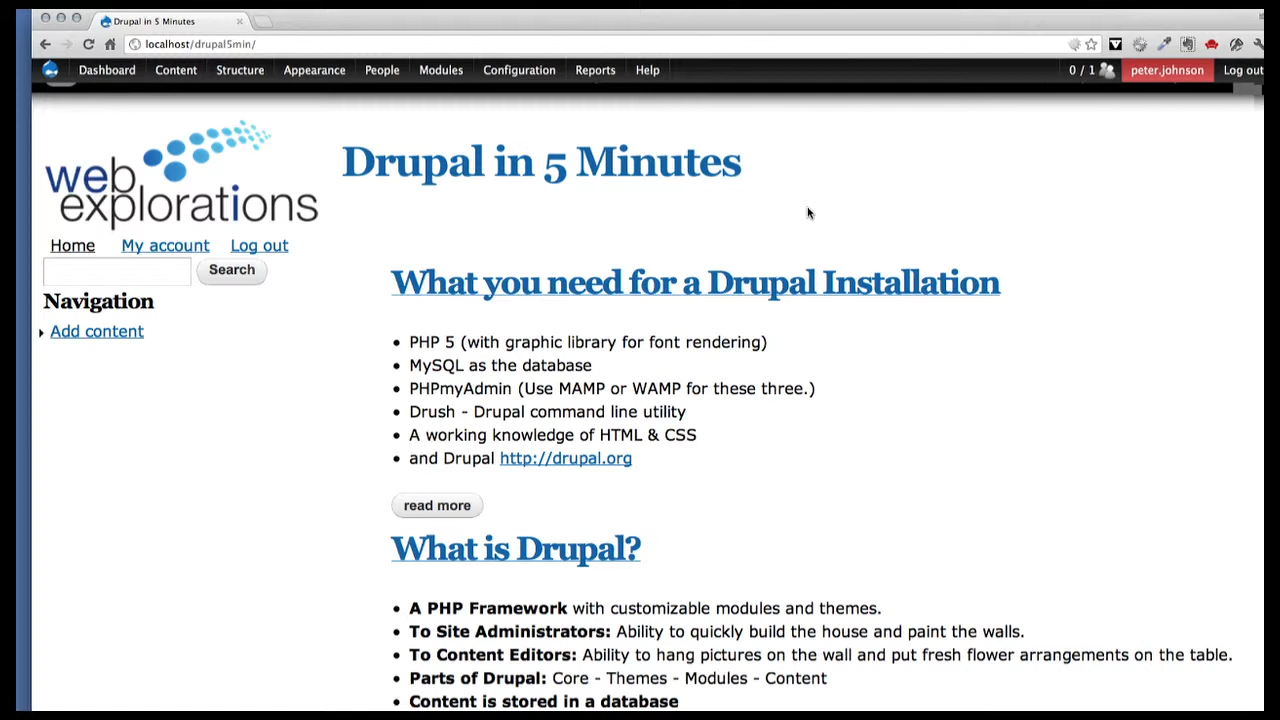 Drupal in 5 Minutes
localhost/drupal5min/
Dashboard Content Structure Appearance People Modules Configuration Reports Help 0 / 1 peter.johnson Log out
web explorations
Drupal in 5 Minutes
Home My account Log out
Search
Navigation
Add content
What you need for a Drupal Installation
• PHP 5 (with graphic library for font rendering)
• MySQL as the database
• PHPmyAdmin (Use MAMP or WAMP for these three.)
• Drush - Drupal command line utility
• A working knowledge of HTML & CSS
• and Drupal http://drupal.org
read more
What is Drupal?
• A PHP Framework with customizable modules and themes.
• To Site Administrators: Ability to quickly build the house and paint the walls.
• To Content Editors: Ability to hang pictures on the wall and put fresh flower arrangements on the table.
• Parts of Drupal: Core - Themes - Modules - Content
• Content is stored in a database